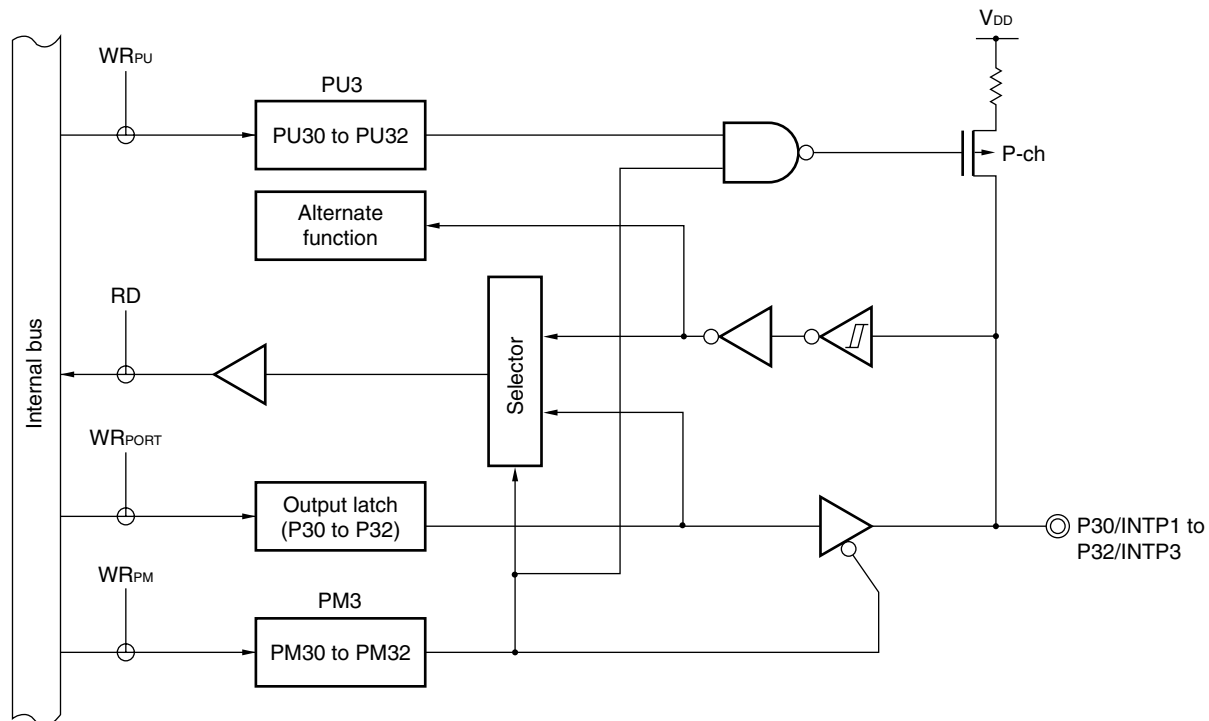 VDD
WRPU
PU3
PU30 to PU32
P-ch
Alternate
function
RD
Internal bus
Selector
WRPORT
Output latch
(P30 to P32)
P30/INTP1 to
P32/INTP3
WRPM
PM3
PM30 to PM32